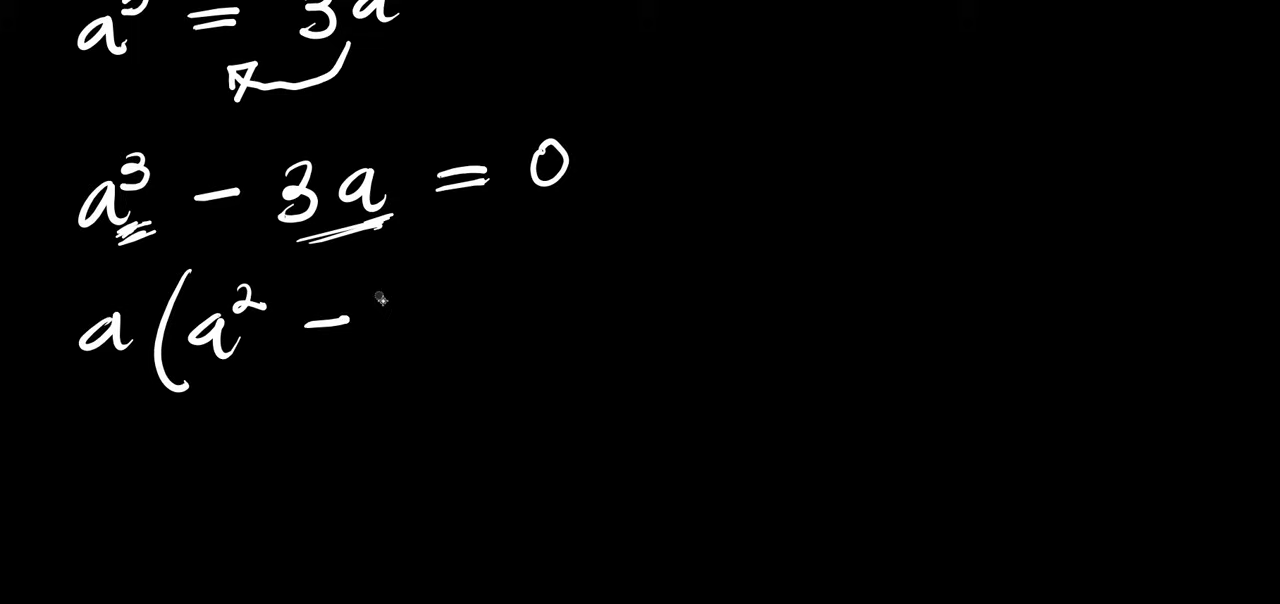 a³ = 3a
a³ - 3a = 0
a(a² -